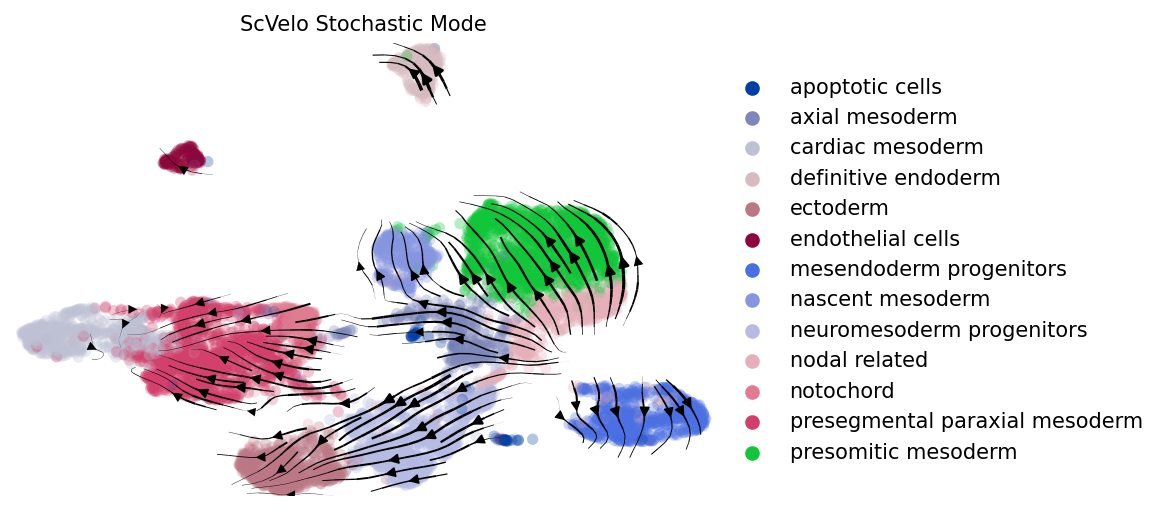 ScVelo Stochastic Mode
apoptotic cells
axial mesoderm
cardiac mesoderm
definitive endoderm
ectoderm
endothelial cells
mesendoderm progenitors
nascent mesoderm
neuromesoderm progenitors
nodal related
notochord
presegmental paraxial mesoderm
presomitic mesoderm